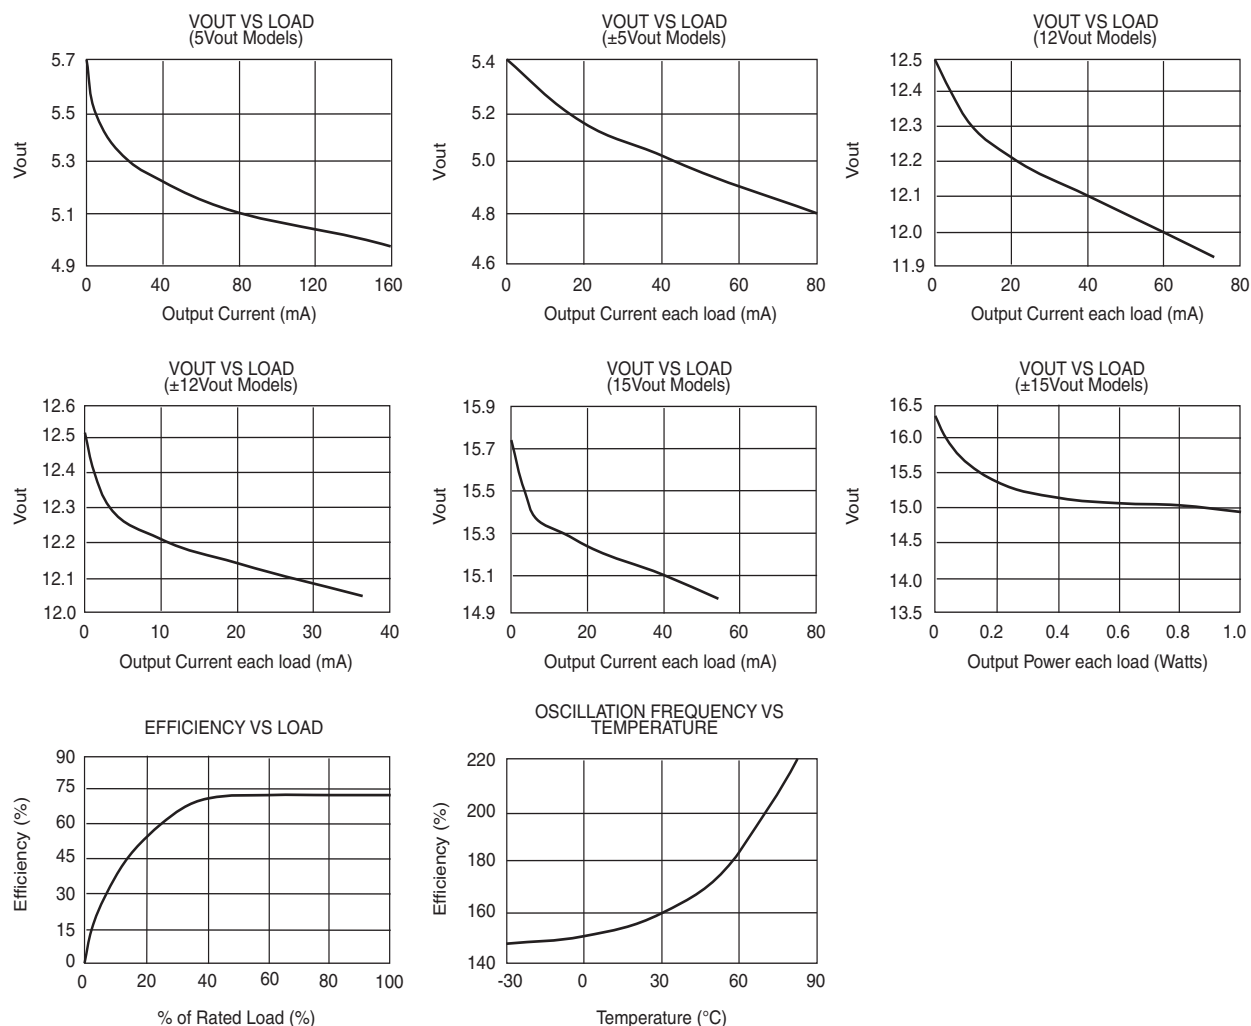 VOUT VS LOAD
(5Vout Models)
5.7
5.5
5.3
5.1
4.9
Vout
0 40 80 120 160
Output Current (mA)
VOUT VS LOAD
(±5Vout Models)
5.4
5.2
5.0
4.8
4.6
Vout
0 20 40 60 80
Output Current each load (mA)
VOUT VS LOAD
(12Vout Models)
12.5
12.4
12.3
12.2
12.1
12.0
11.9
Vout
0 20 40 60 80
Output Current each load (mA)
VOUT VS LOAD
(±12Vout Models)
12.6
12.5
12.4
12.3
12.2
12.1
12.0
Vout
0 10 20 30 40
Output Current each load (mA)
VOUT VS LOAD
(15Vout Models)
15.9
15.7
15.5
15.3
15.1
14.9
Vout
0 20 40 60 80
Output Current each load (mA)
VOUT VS LOAD
(±15Vout Models)
16.5
16.0
15.5
15.0
14.5
14.0
13.5
Vout
0 0.2 0.4 0.6 0.8 1.0
Output Power each load (Watts)
EFFICIENCY VS LOAD
90
75
60
45
30
15
0
Efficiency (%)
0 20 40 60 80 100
% of Rated Load (%)
OSCILLATION FREQUENCY VS
TEMPERATURE
220
200
180
160
140
Efficiency (%)
-30 0 30 60 90
Temperature (°C)